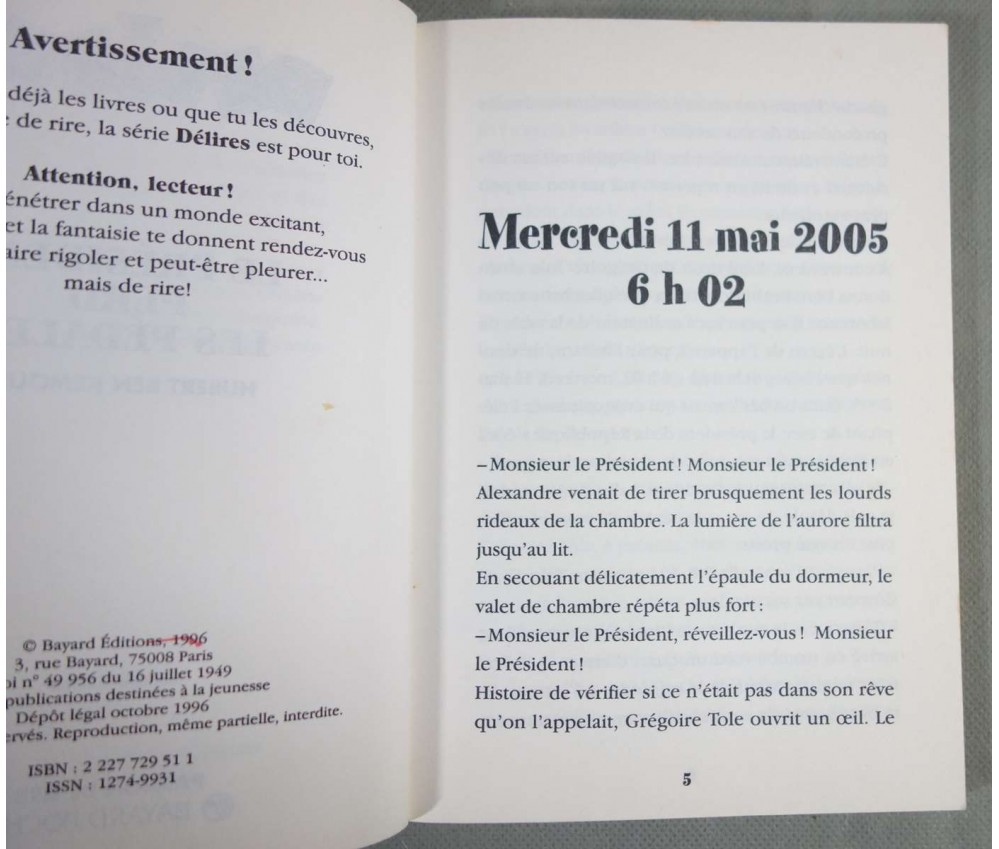 Avertissement !
déjà les livres ou que tu les découvres,
de rire, la série Délires est pour toi.
Attention, lecteur !
énétrer dans un monde excitant,
et la fantaisie te donnent rendez-vous
aire rigoler et peut-être pleurer...
mais de rire !
© Bayard Éditions, 1996
3, rue Bayard, 75008 Paris
oi n° 49 956 du 16 juillet 1949
publications destinées à la jeunesse
Dépôt légal octobre 1996
ervés. Reproduction, même partielle, interdite.
ISBN : 2 227 729 51 1
ISSN : 1274-9931
Mercredi 11 mai 2005
6 h 02
– Monsieur le Président ! Monsieur le Président !
Alexandre venait de tirer brusquement les lourds
rideaux de la chambre. La lumière de l'aurore filtra
jusqu'au lit.
En secouant délicatement l'épaule du dormeur, le
valet de chambre répéta plus fort :
– Monsieur le Président, réveillez-vous ! Monsieur
le Président !
Histoire de vérifier si ce n'était pas dans son rêve
qu'on l'appelait, Grégoire Tole ouvrit un œil. Le
5